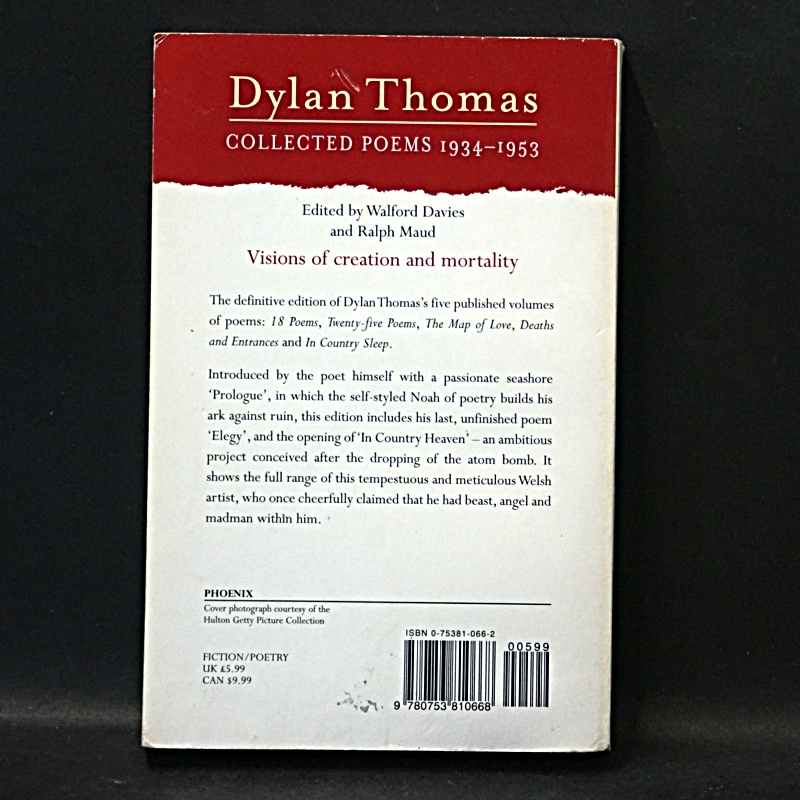 Dylan Thomas
COLLECTED POEMS 1934–1953
Edited by Walford Davies
and Ralph Maud
Visions of creation and mortality
The definitive edition of Dylan Thomas's five published volumes
of poems: 18 Poems, Twenty-five Poems, The Map of Love, Deaths
and Entrances and In Country Sleep.
Introduced by the poet himself with a passionate seashore
'Prologue', in which the self-styled Noah of poetry builds his
ark against ruin, this edition includes his last, unfinished poem
'Elegy', and the opening of 'In Country Heaven' – an ambitious
project conceived after the dropping of the atom bomb. It
shows the full range of this tempestuous and meticulous Welsh
artist, who once cheerfully claimed that he had beast, angel and
madman within him.
PHOENIX
Cover photograph courtesy of the
Hulton Getty Picture Collection
FICTION/POETRY
UK £5.99
CAN $9.99
ISBN 0-75381-066-2
00599
9 780753 810668